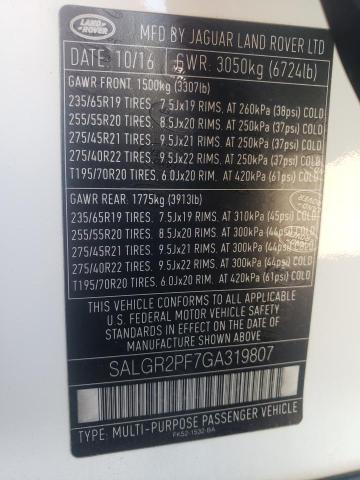 LAND ROVER
MFD BY JAGUAR LAND ROVER LTD
DATE: 10/16 GWR: 3050kg (6724lb)
GAWR FRONT: 1500kg (3307lb)
235/65R19 TIRES, 7.5Jx19 RIMS, AT 260kPa (38psi) COLD
255/55R20 TIRES, 8.5Jx20 RIMS, AT 250kPa (37psi) COLD
275/45R21 TIRES, 9.5Jx21 RIMS, AT 250kPa (37psi) COLD
275/40R22 TIRES, 9.5Jx22 RIMS, AT 250kPa (37psi) COLD
T195/70R20 TIRES, 6.0Jx20 RIMS, AT 420kPa (61psi) COLD
GAWR REAR: 1775kg (3913lb)
235/65R19 TIRES, 7.5Jx19 RIMS, AT 310kPa (45psi) COLD
255/55R20 TIRES, 8.5Jx20 RIMS, AT 300kPa (44psi) COLD
275/45R21 TIRES, 9.5Jx21 RIMS, AT 300kPa (44psi) COLD
275/40R22 TIRES, 9.5Jx22 RIMS, AT 300kPa (44psi) COLD
T195/70R20 TIRES, 6.0Jx20 RIMS, AT 420kPa (61psi) COLD
THIS VEHICLE CONFORMS TO ALL APPLICABLE
U.S. FEDERAL MOTOR VEHICLE SAFETY STANDARDS
IN EFFECT ON THE DATE OF
MANUFACTURE SHOWN ABOVE
SALGR2PF7GA319807
TYPE: MULTI-PURPOSE PASSENGER VEHICLE
FK52-1532-BA